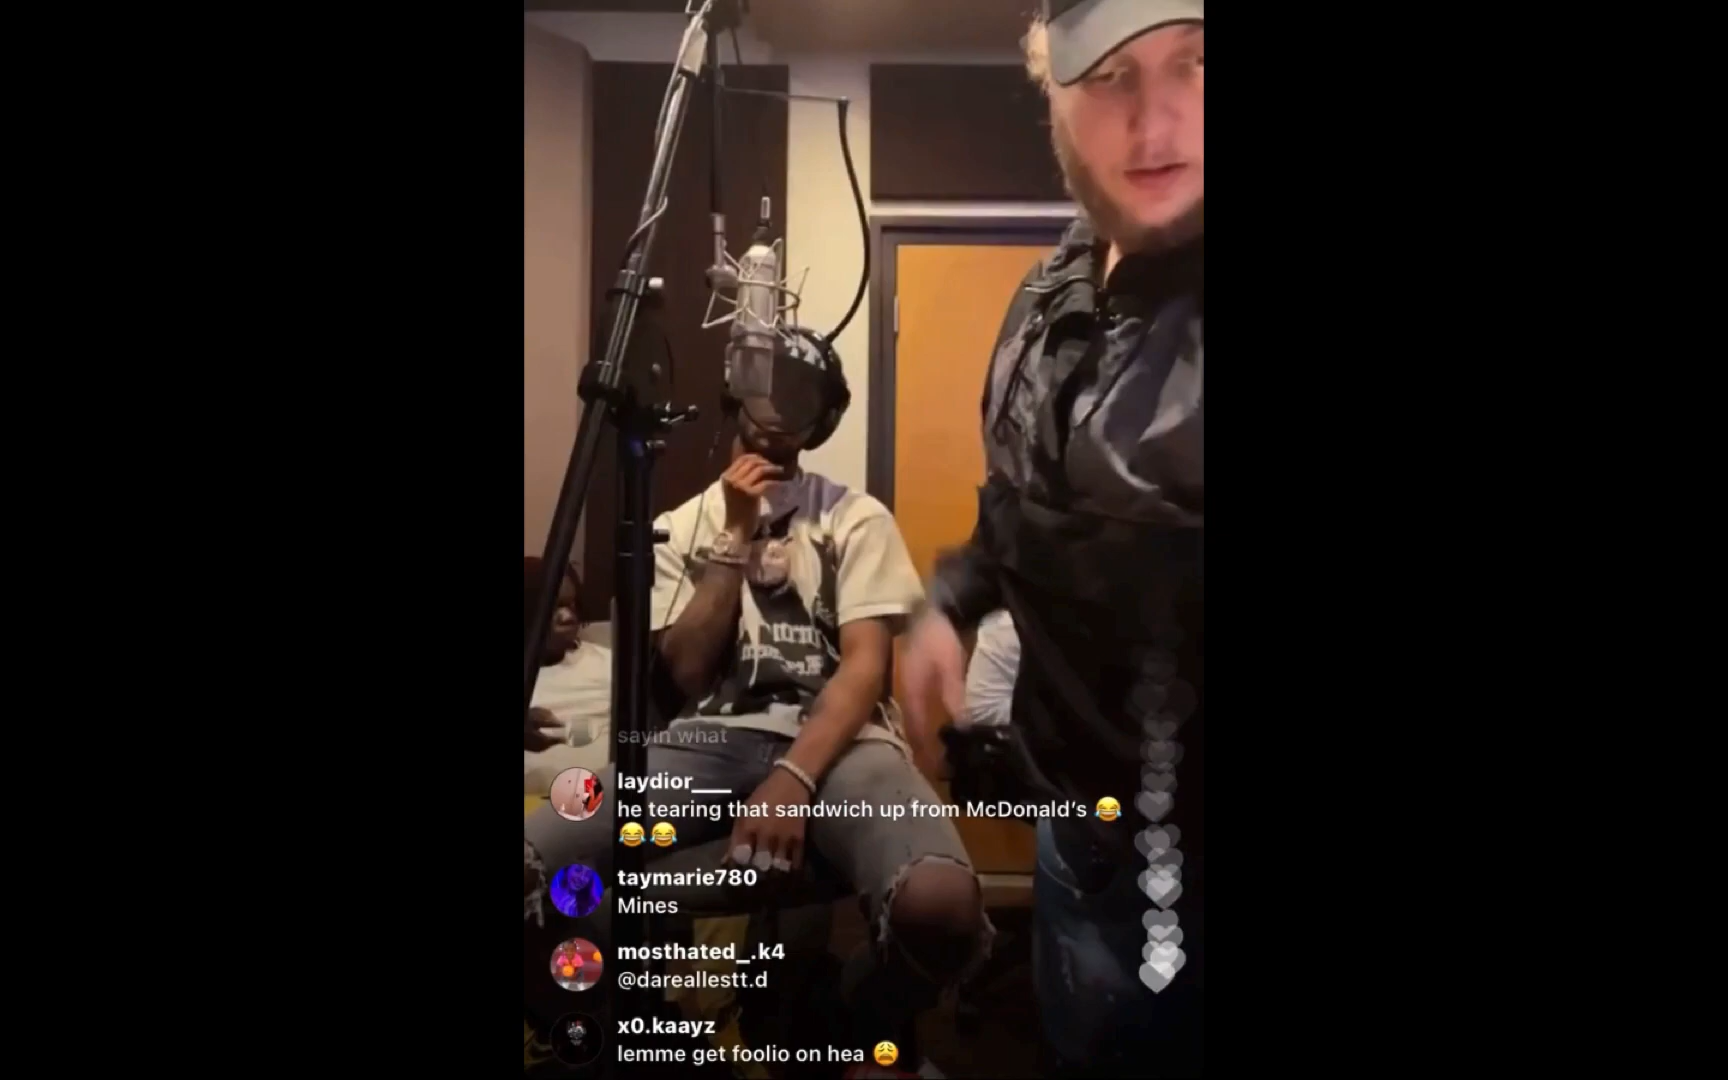 sayin what
laydior___
he tearing that sandwich up from McDonald's 😂
😂😂
taymarie780
Mines
mosthated_.k4
@dareallestt.d
x0.kaayz
lemme get foolio on hea 😩